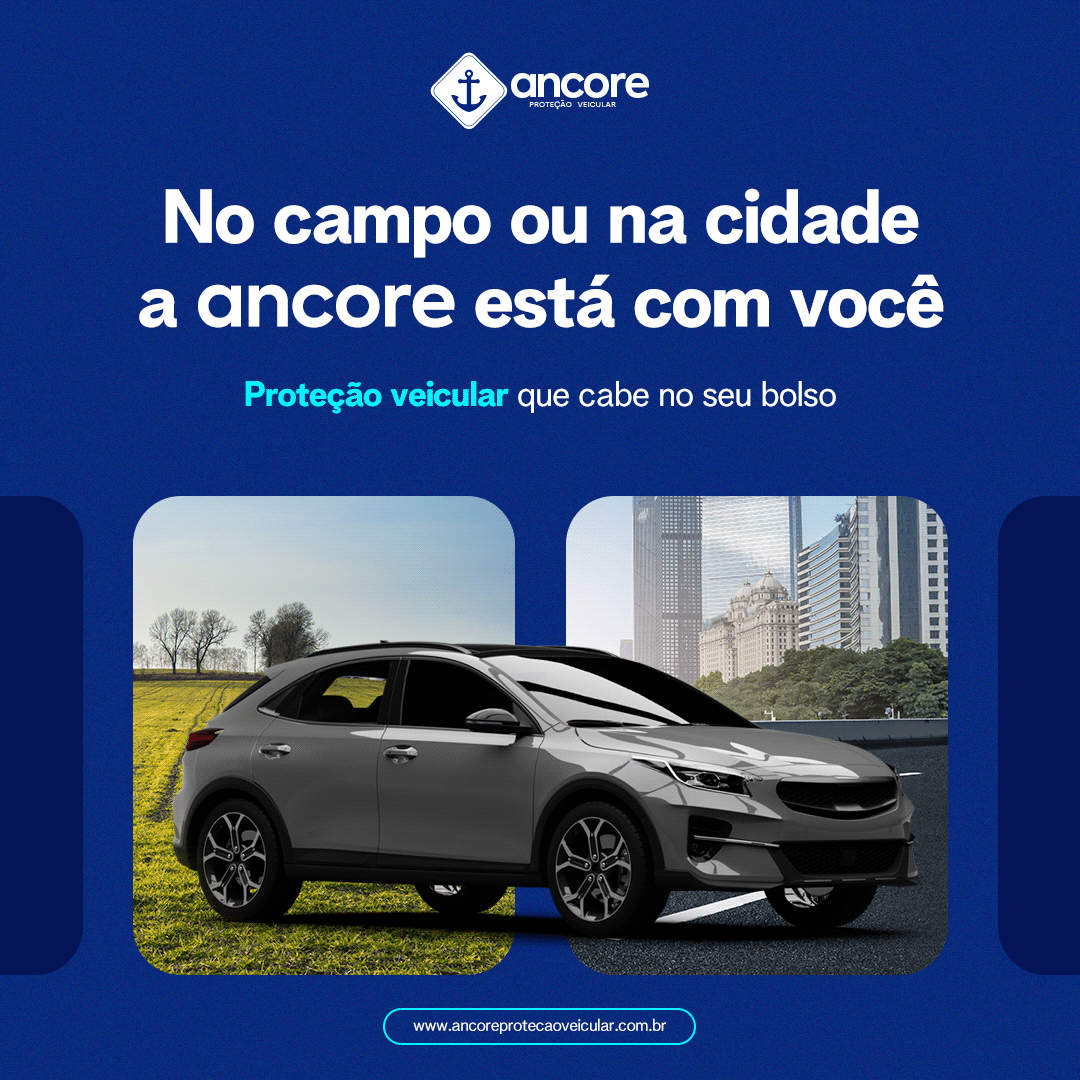 ancore
PROTEÇÃO VEICULAR
No campo ou na cidade
a ancore está com você
Proteção veicular que cabe no seu bolso
www.ancoreprotecaoveicular.com.br